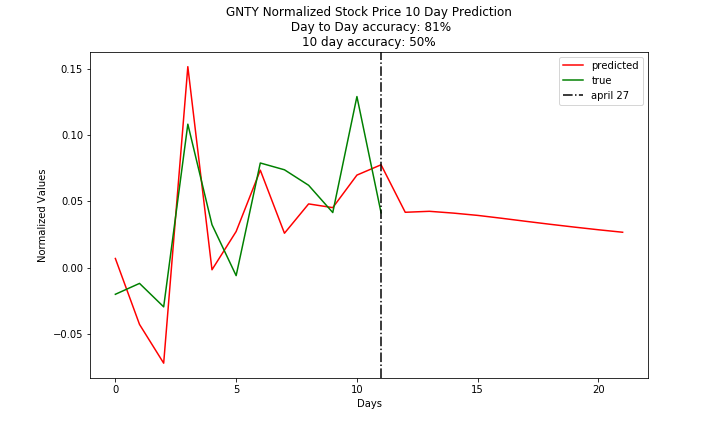 GNTY Normalized Stock Price 10 Day Prediction
Day to Day accuracy: 81%
10 day accuracy: 50%
predicted
true
april 27
Normalized Values
0.15
0.10
0.05
0.00
−0.05
0
5
10
15
20
Days